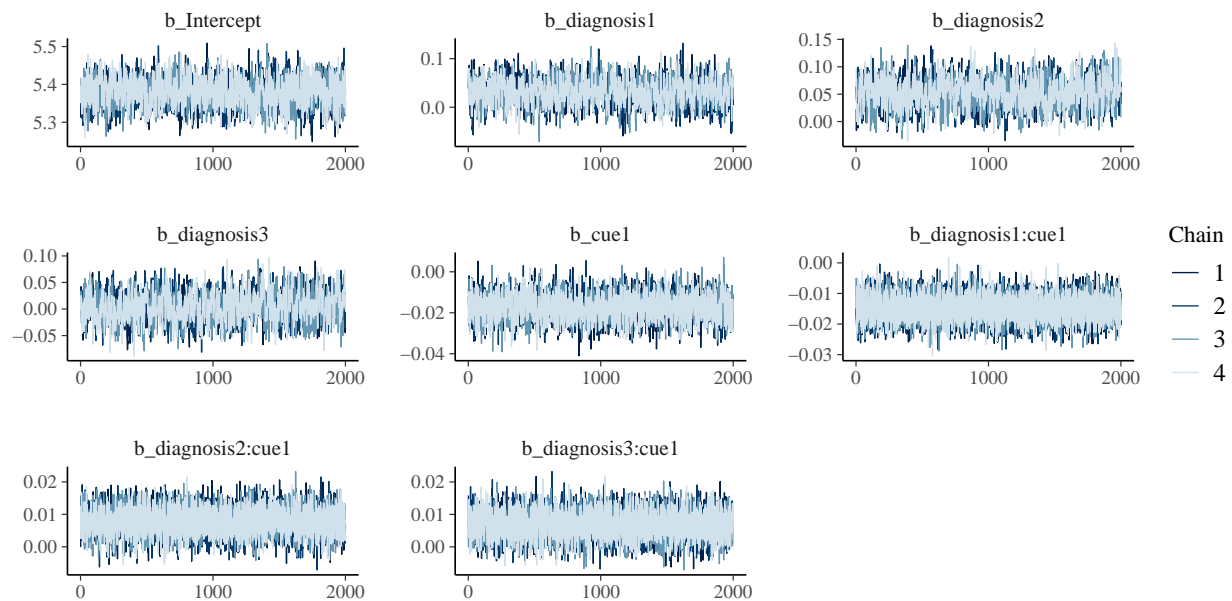 b_Intercept
5.5
5.4
5.3
0 1000 2000
b_diagnosis1
0.1
0.0
0 1000 2000
b_diagnosis2
0.15
0.10
0.05
0.00
0 1000 2000
b_diagnosis3
0.10
0.05
0.00
−0.05
0 1000 2000
b_cue1
0.00
−0.02
−0.04
0 1000 2000
b_diagnosis1:cue1
0.00
−0.01
−0.02
−0.03
0 1000 2000
Chain
1
2
3
4
b_diagnosis2:cue1
0.02
0.01
0.00
0 1000 2000
b_diagnosis3:cue1
0.02
0.01
0.00
0 1000 2000